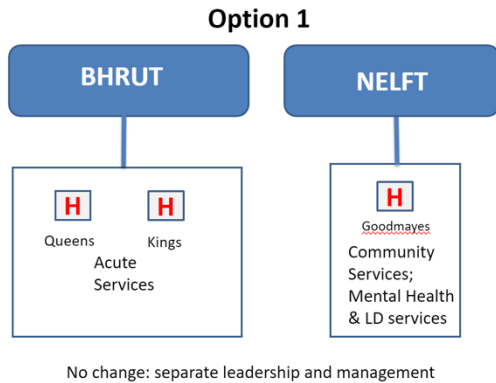 Option 1
BHRUT
NELFT
H
H
Queens
Kings
Acute
Services
H
Goodmayes
Community
Services;
Mental Health
& LD services
No change: separate leadership and management